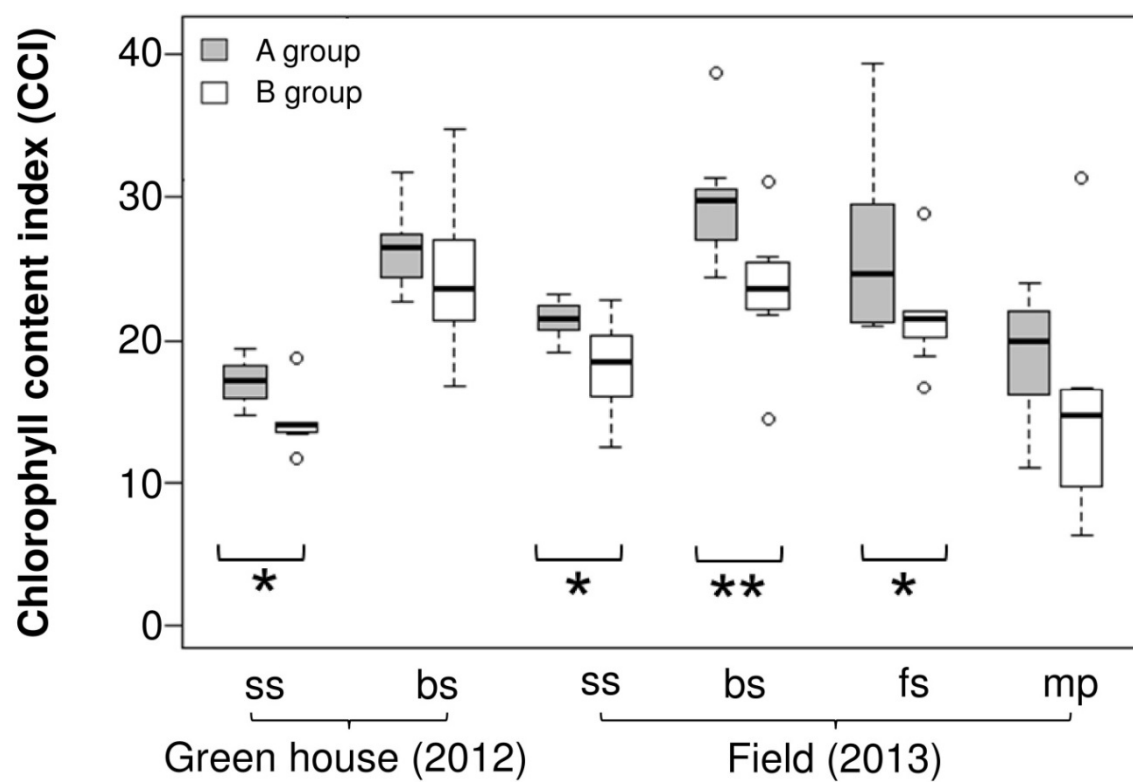 Chlorophyll content index (CCI)
40
30
20
10
0
A group
B group
*
*
**
*
ss
bs
ss
bs
fs
mp
Green house (2012)
Field (2013)